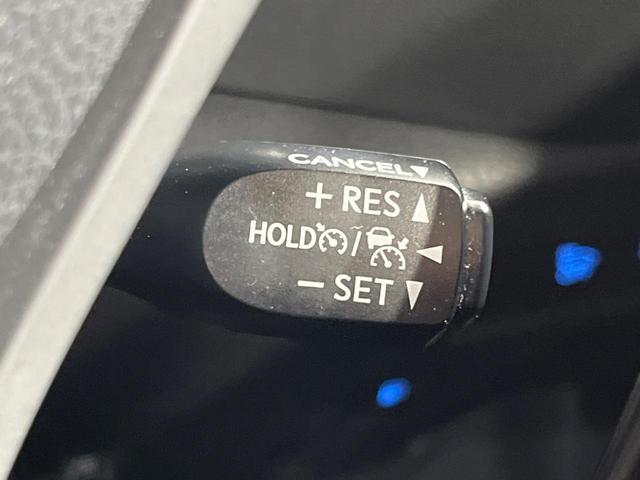 CANCEL
+ RES
HOLD /
− SET